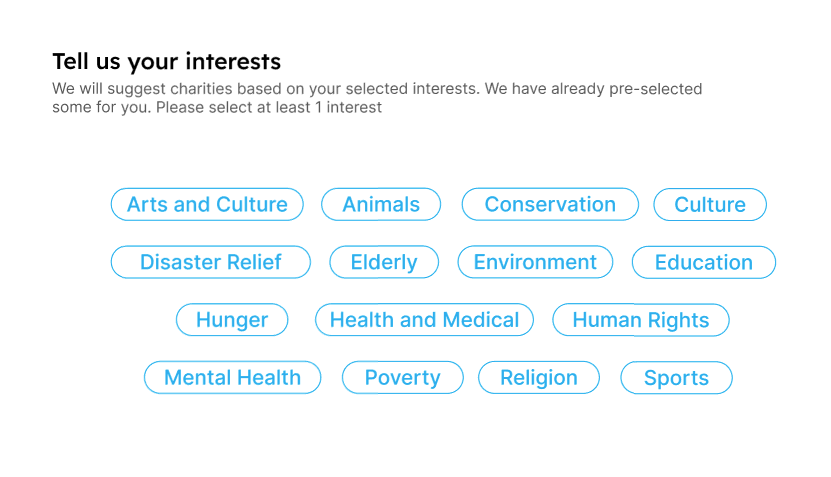 Tell us your interests
We will suggest charities based on your selected interests. We have already pre-selected
some for you. Please select at least 1 interest
Arts and Culture Animals Conservation Culture
Disaster Relief Elderly Environment Education
Hunger Health and Medical Human Rights
Mental Health Poverty Religion Sports